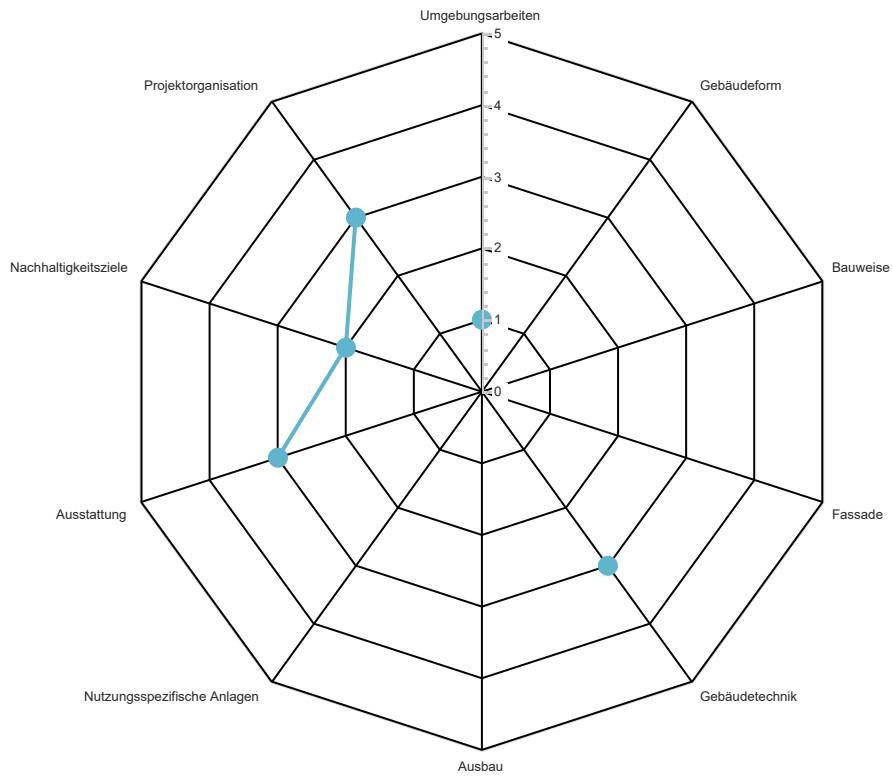 Umgebungsarbeiten
5
Projektorganisation
Gebäudeform
4
3
Nachhaltigkeitsziele
Bauweise
2
1
0
Ausstattung
Fassade
Nutzungsspezifische Anlagen
Gebäudetechnik
Ausbau